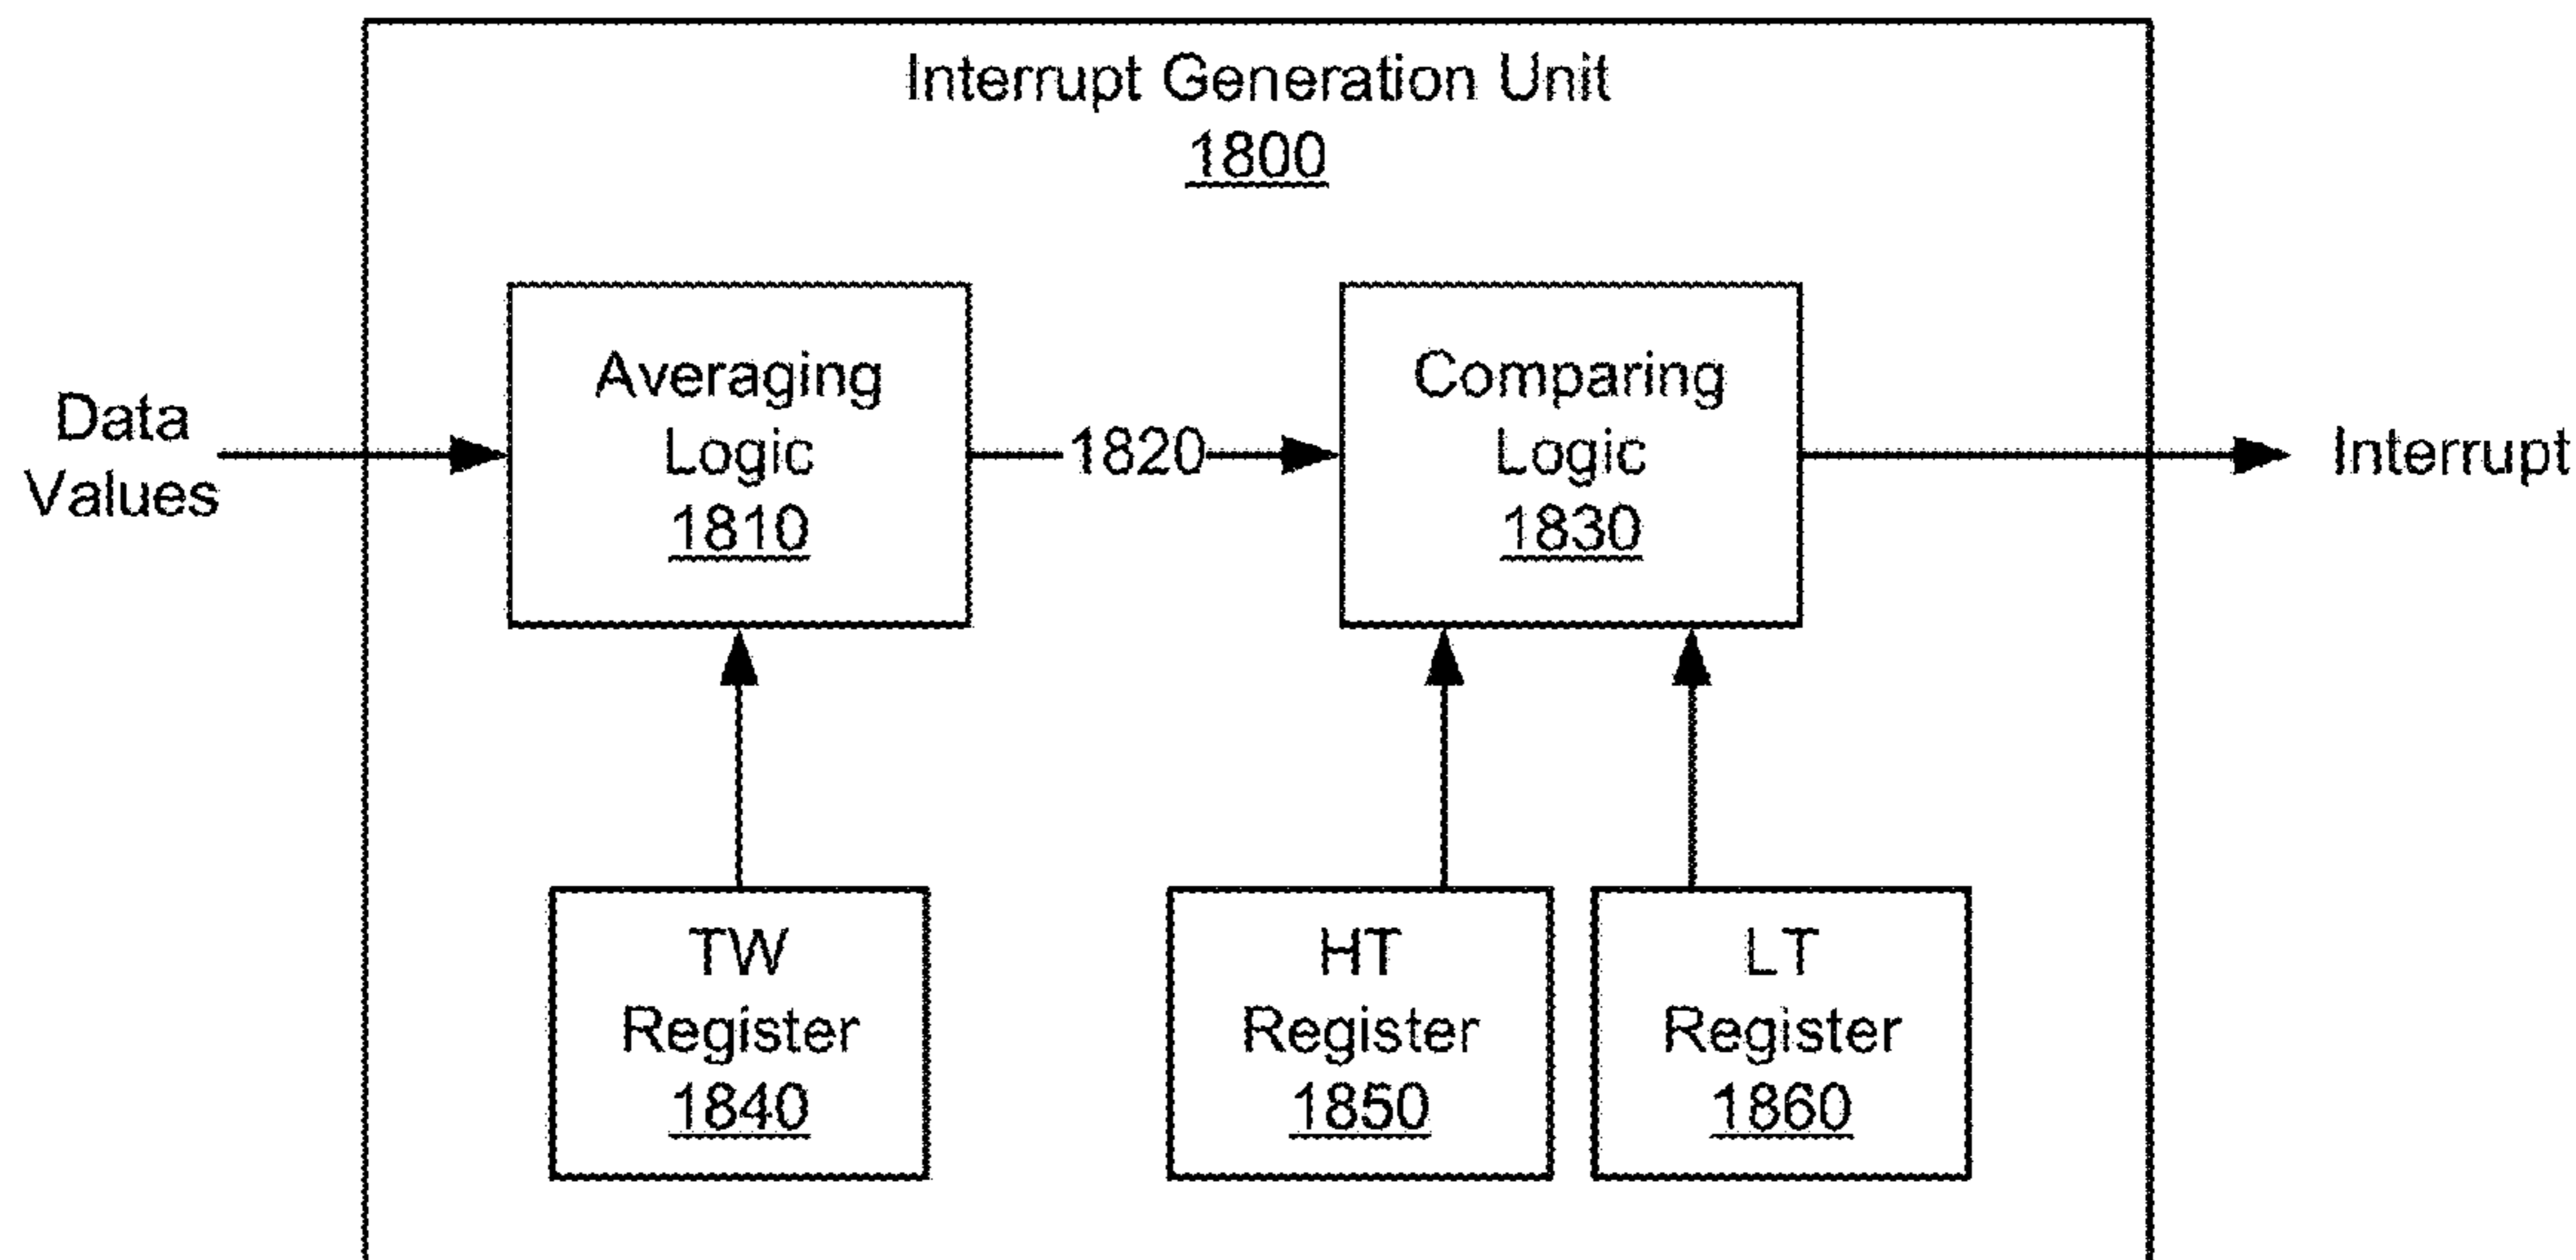 Interrupt Generation Unit
1800
Data
Values
Averaging
Logic
1810
1820
Comparing
Logic
1830
Interrupt
TW
Register
1840
HT
Register
1850
LT
Register
1860